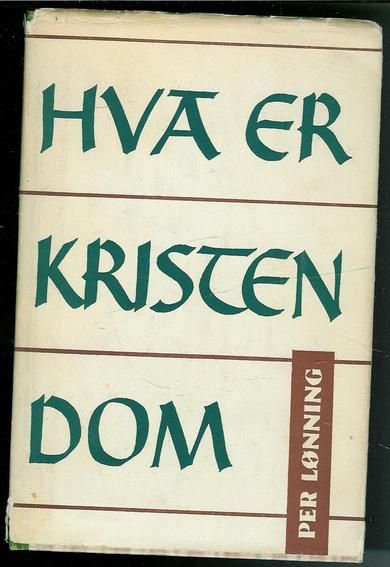 HVA ER
KRISTEN
DOM
PER LØNNING